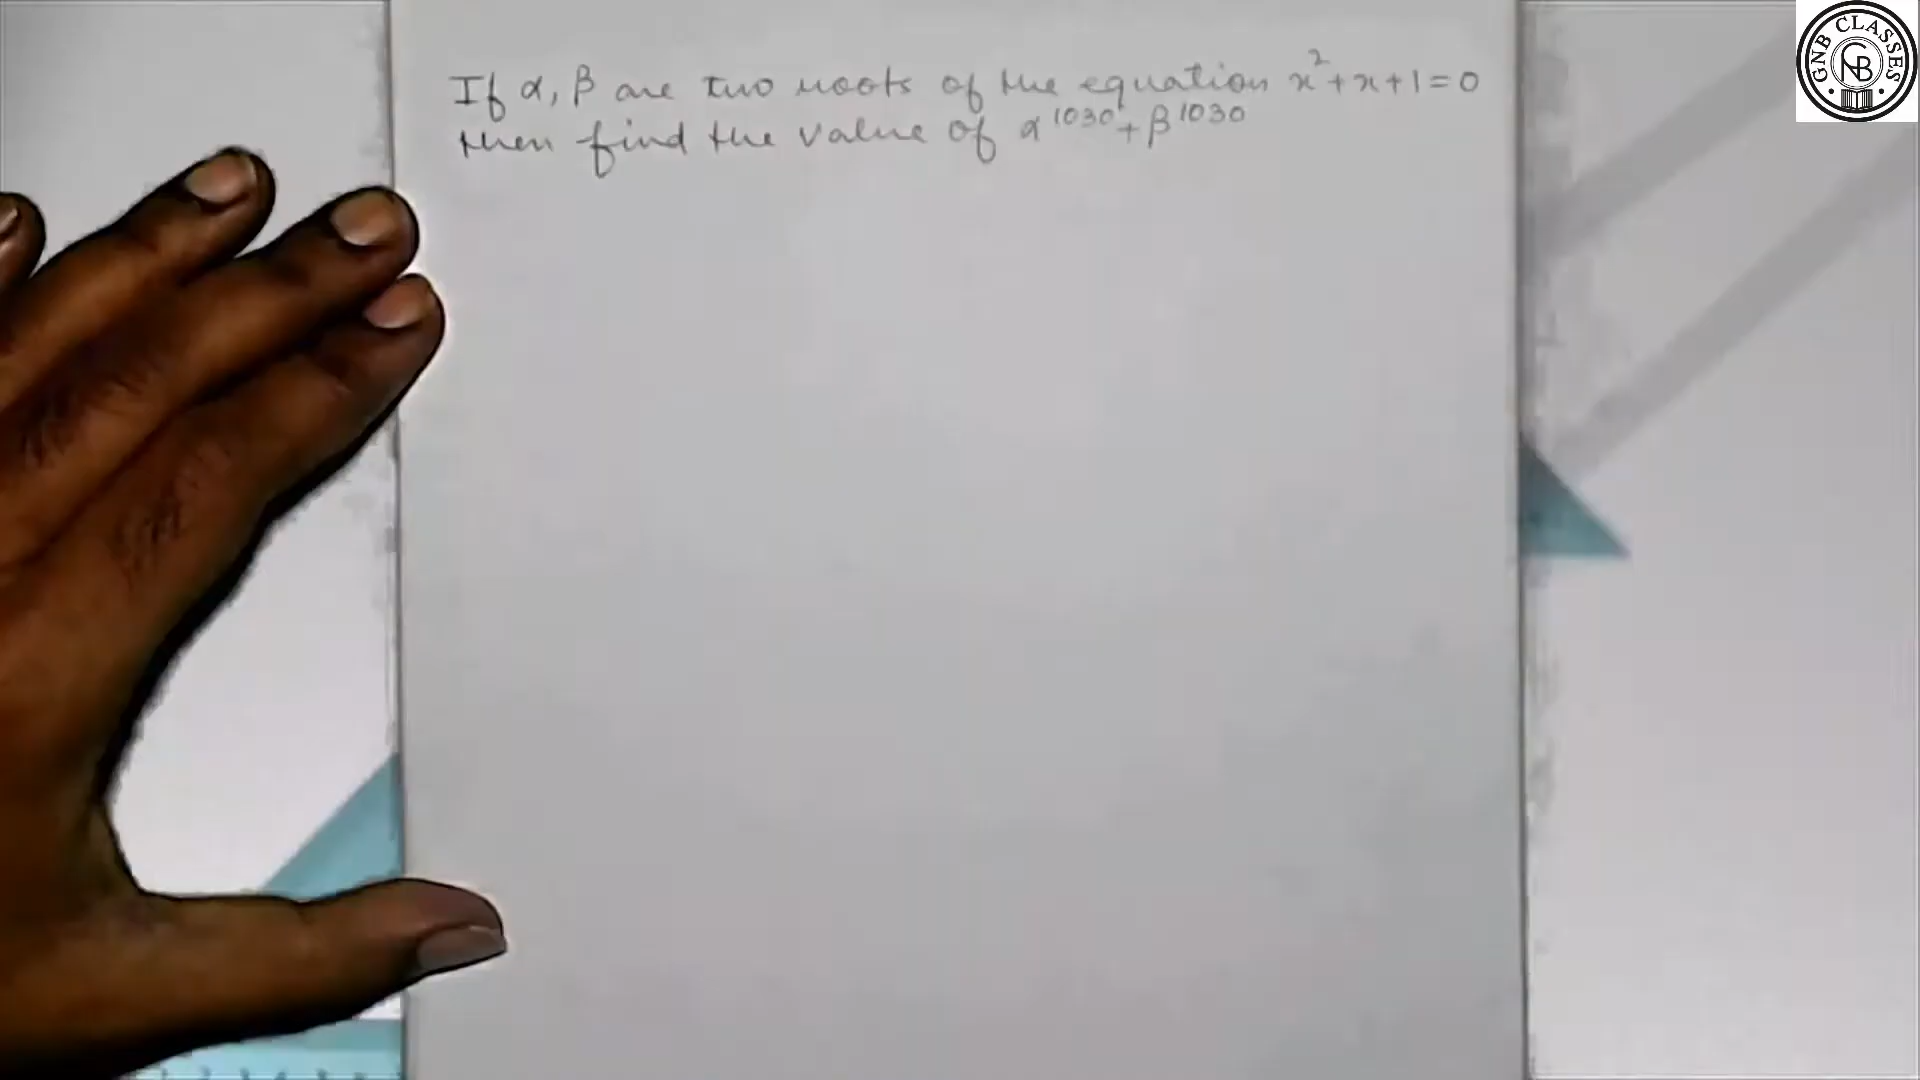 If α, β are two roots of the equation x²+x+1=0
then find the value of α¹⁰³⁰+β¹⁰³⁰
GNB CLASSES
GNB